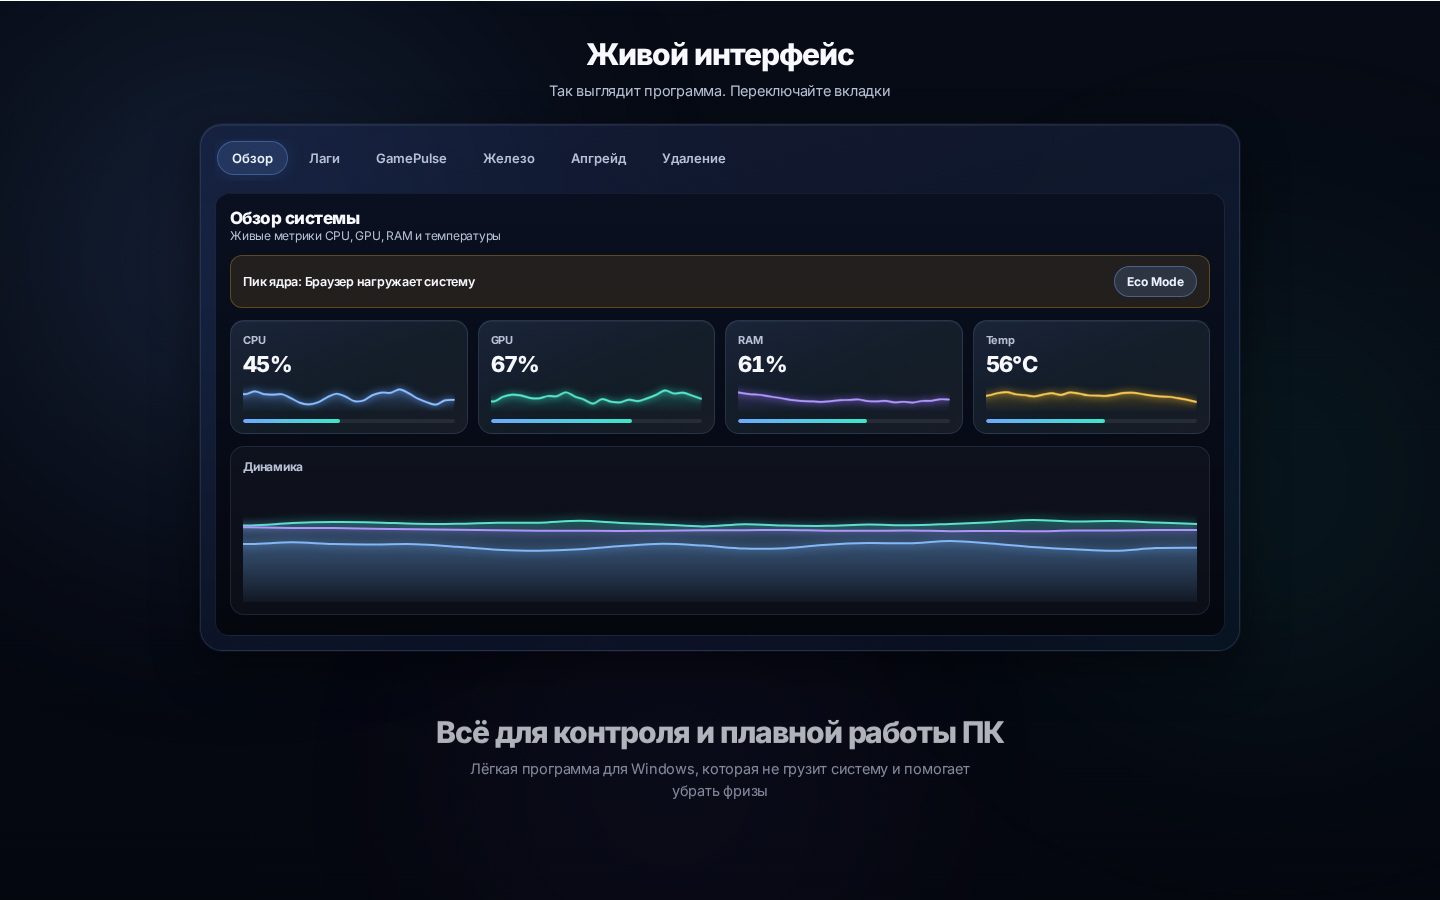 Живой интерфейс
Так выглядит программа. Переключайте вкладки
Обзор Лаги GamePulse Железо Апгрейд Удаление
Обзор системы
Живые метрики CPU, GPU, RAM и температуры
Пик ядра: Браузер нагружает систему Eco Mode
CPU GPU RAM Temp
45% 67% 61% 56°C
Динамика
Всё для контроля и плавной работы ПК
Лёгкая программа для Windows, которая не грузит систему и помогает
убрать фризы